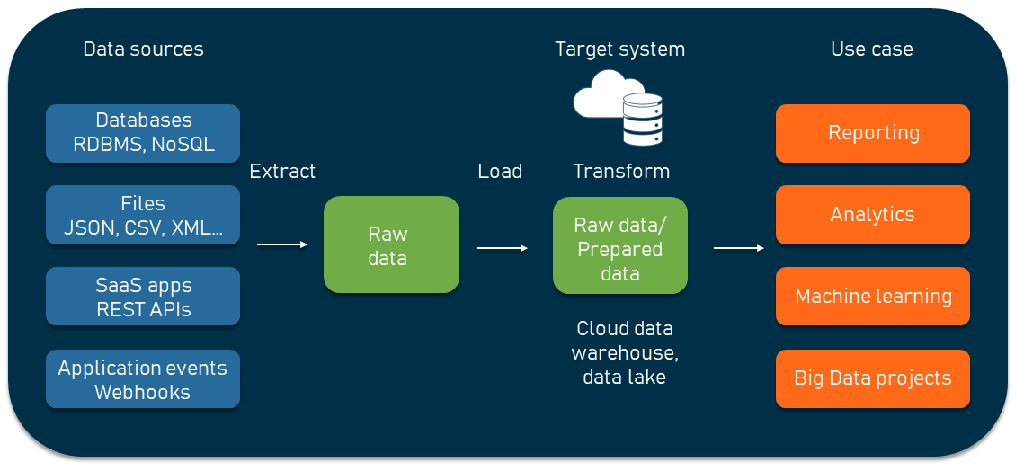 Data sources
Target system
Use case
Databases
RDBMS, NoSQL
Files
JSON, CSV, XML...
SaaS apps
REST APIs
Application events
Webhooks
Extract
Raw
data
Load
Transform
Raw data/
Prepared
data
Cloud data
warehouse,
data lake
Reporting
Analytics
Machine learning
Big Data projects